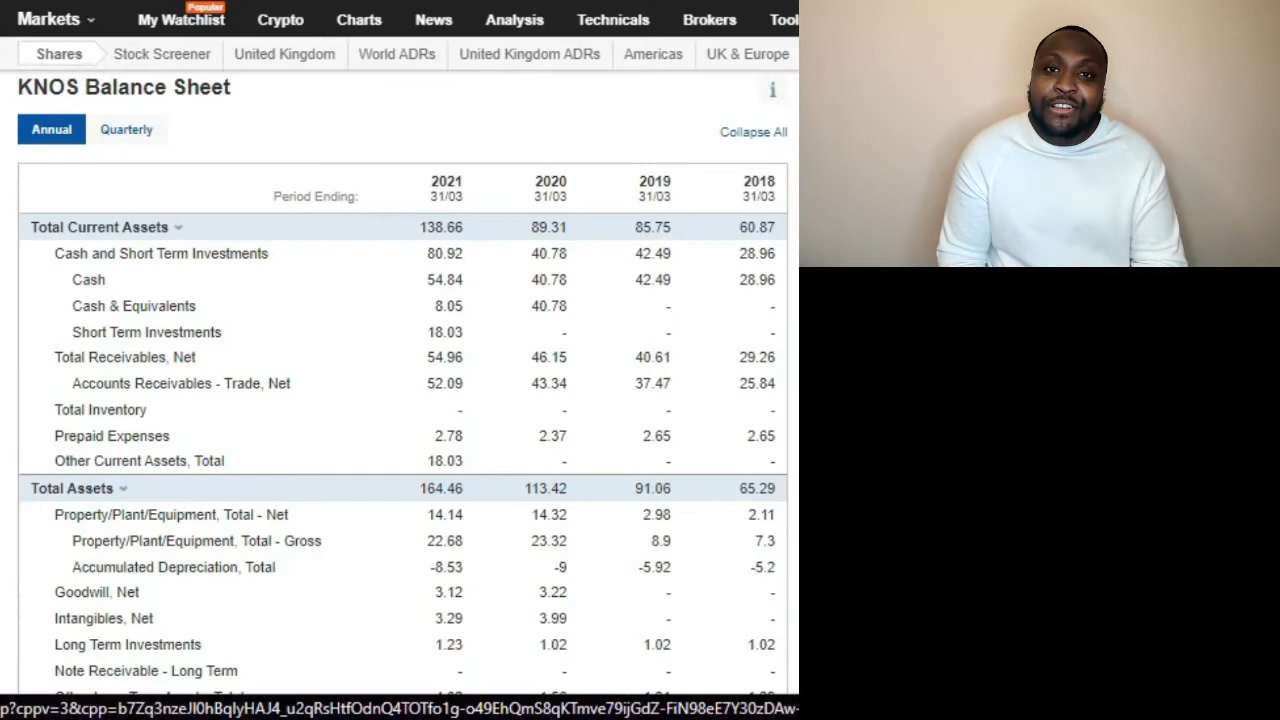 Popular
Markets My Watchlist Crypto Charts News Analysis Technicals Brokers Tool
Shares Stock Screener United Kingdom World ADRs United Kingdom ADRs Americas UK & Europe
KNOS Balance Sheet
i
Annual Quarterly
Collapse All
2021 2020 2019 2018
Period Ending: 31/03 31/03 31/03 31/03
Total Current Assets 138.66 89.31 85.75 60.87
Cash and Short Term Investments 80.92 40.78 42.49 28.96
Cash 54.84 40.78 42.49 28.96
Cash & Equivalents 8.05 40.78 - -
Short Term Investments 18.03 - - -
Total Receivables, Net 54.96 46.15 40.61 29.26
Accounts Receivables - Trade, Net 52.09 43.34 37.47 25.84
Total Inventory - - - -
Prepaid Expenses 2.78 2.37 2.65 2.65
Other Current Assets, Total 18.03 - - -
Total Assets 164.46 113.42 91.06 65.29
Property/Plant/Equipment, Total - Net 14.14 14.32 2.98 2.11
Property/Plant/Equipment, Total - Gross 22.68 23.32 8.9 7.3
Accumulated Depreciation, Total -8.53 -9 -5.92 -5.2
Goodwill, Net 3.12 3.22 - -
Intangibles, Net 3.29 3.99 - -
Long Term Investments 1.23 1.02 1.02 1.02
Note Receivable - Long Term - - - -